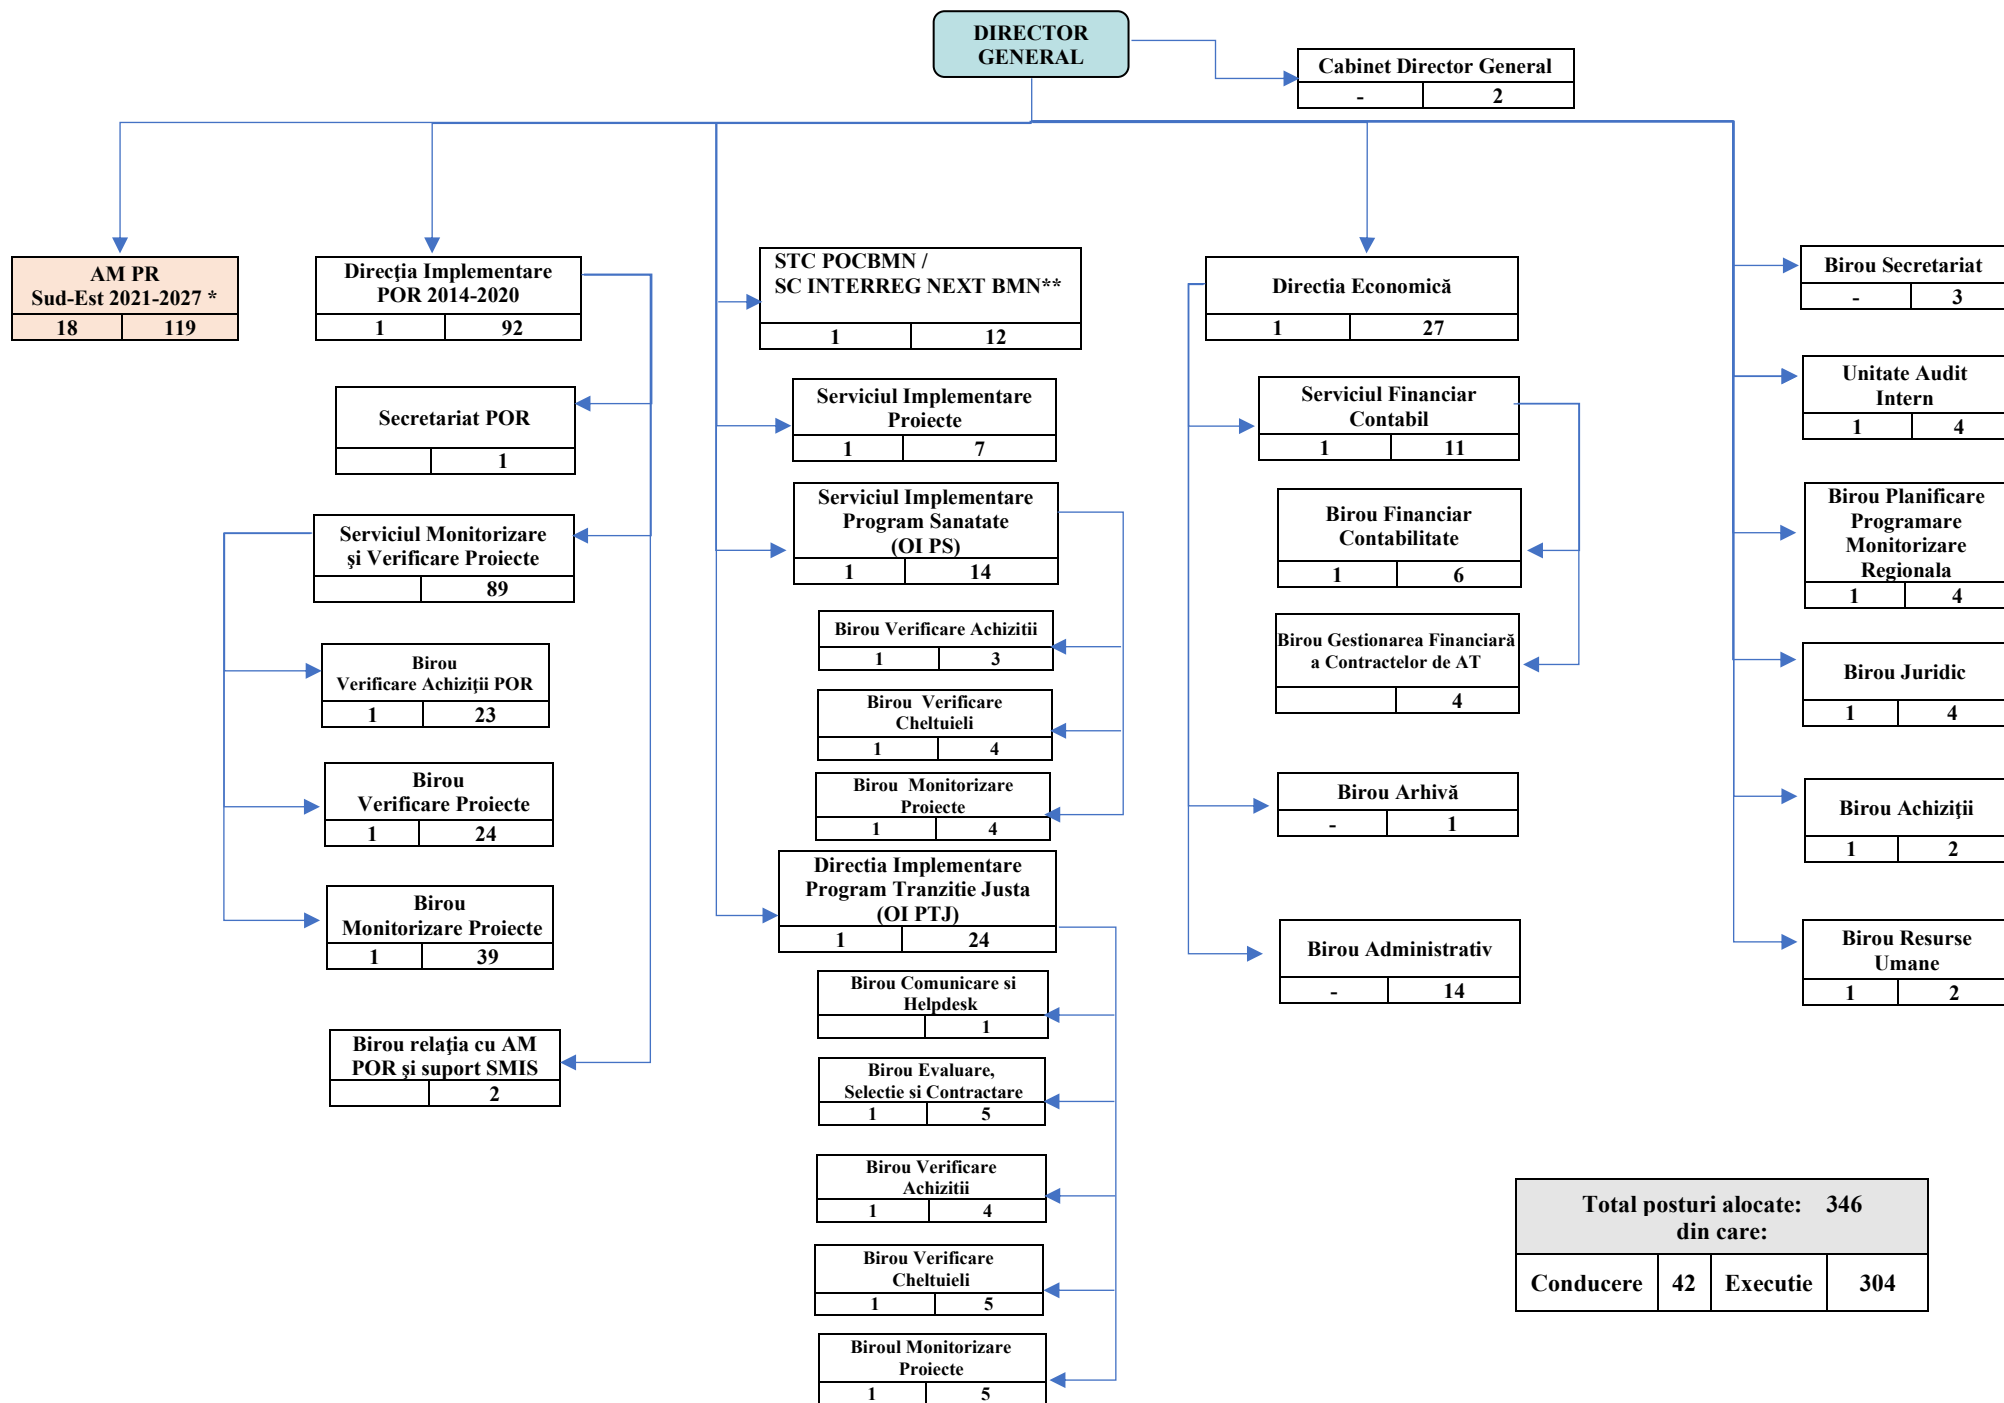 DIRECTOR
GENERAL
Cabinet Director General
- 2
AM PR
Sud-Est 2021-2027 *
18 119
Direcţia Implementare
POR 2014-2020
1 92
Secretariat POR
1
Serviciul Monitorizare
şi Verificare Proiecte
89
Birou
Verificare Achiziţii POR
1 23
Birou
Verificare Proiecte
1 24
Birou
Monitorizare Proiecte
1 39
Birou relaţia cu AM
POR şi suport SMIS
2
STC POCBMN /
SC INTERREG NEXT BMN**
1 12
Serviciul Implementare
Proiecte
1 7
Serviciul Implementare
Program Sanatate
(OI PS)
1 14
Birou Verificare Achizitii
1 3
Birou Verificare
Cheltuieli
1 4
Birou Monitorizare
Proiecte
1 4
Directia Implementare
Program Tranzitie Justa
(OI PTJ)
1 24
Birou Comunicare si
Helpdesk
1
Birou Evaluare,
Selectie si Contractare
1 5
Birou Verificare
Achizitii
1 4
Birou Verificare
Cheltuieli
1 5
Biroul Monitorizare
Proiecte
1 5
Directia Economică
1 27
Serviciul Financiar
Contabil
1 11
Birou Financiar
Contabilitate
1 6
Birou Gestionarea Financiară
a Contractelor de AT
4
Birou Arhivă
- 1
Birou Administrativ
- 14
Birou Secretariat
- 3
Unitate Audit
Intern
1 4
Birou Planificare
Programare
Monitorizare
Regionala
1 4
Birou Juridic
1 4
Birou Achiziţii
1 2
Birou Resurse
Umane
1 2
Total posturi alocate: 346
din care:
Conducere 42 Executie 304